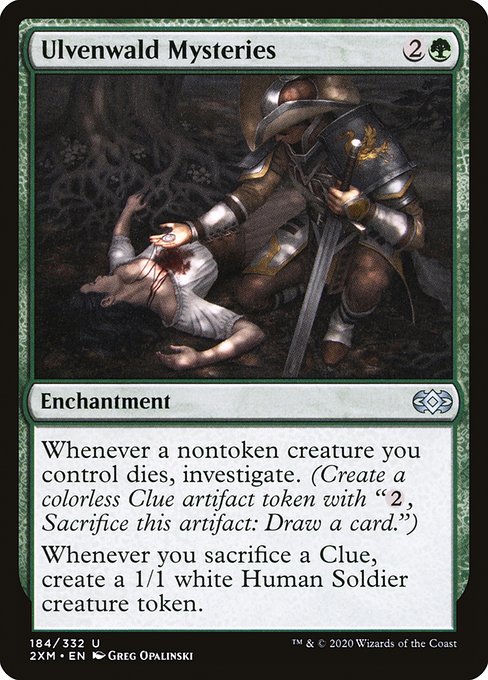 Ulvenwald Mysteries 2
Enchantment
Whenever a nontoken creature you
control dies, investigate. (Create a
colorless Clue artifact token with “2,
Sacrifice this artifact: Draw a card.”)
Whenever you sacrifice a Clue,
create a 1/1 white Human Soldier
creature token.
184/332 U
2XM • EN Greg Opalinski
™ & © 2020 Wizards of the Coast